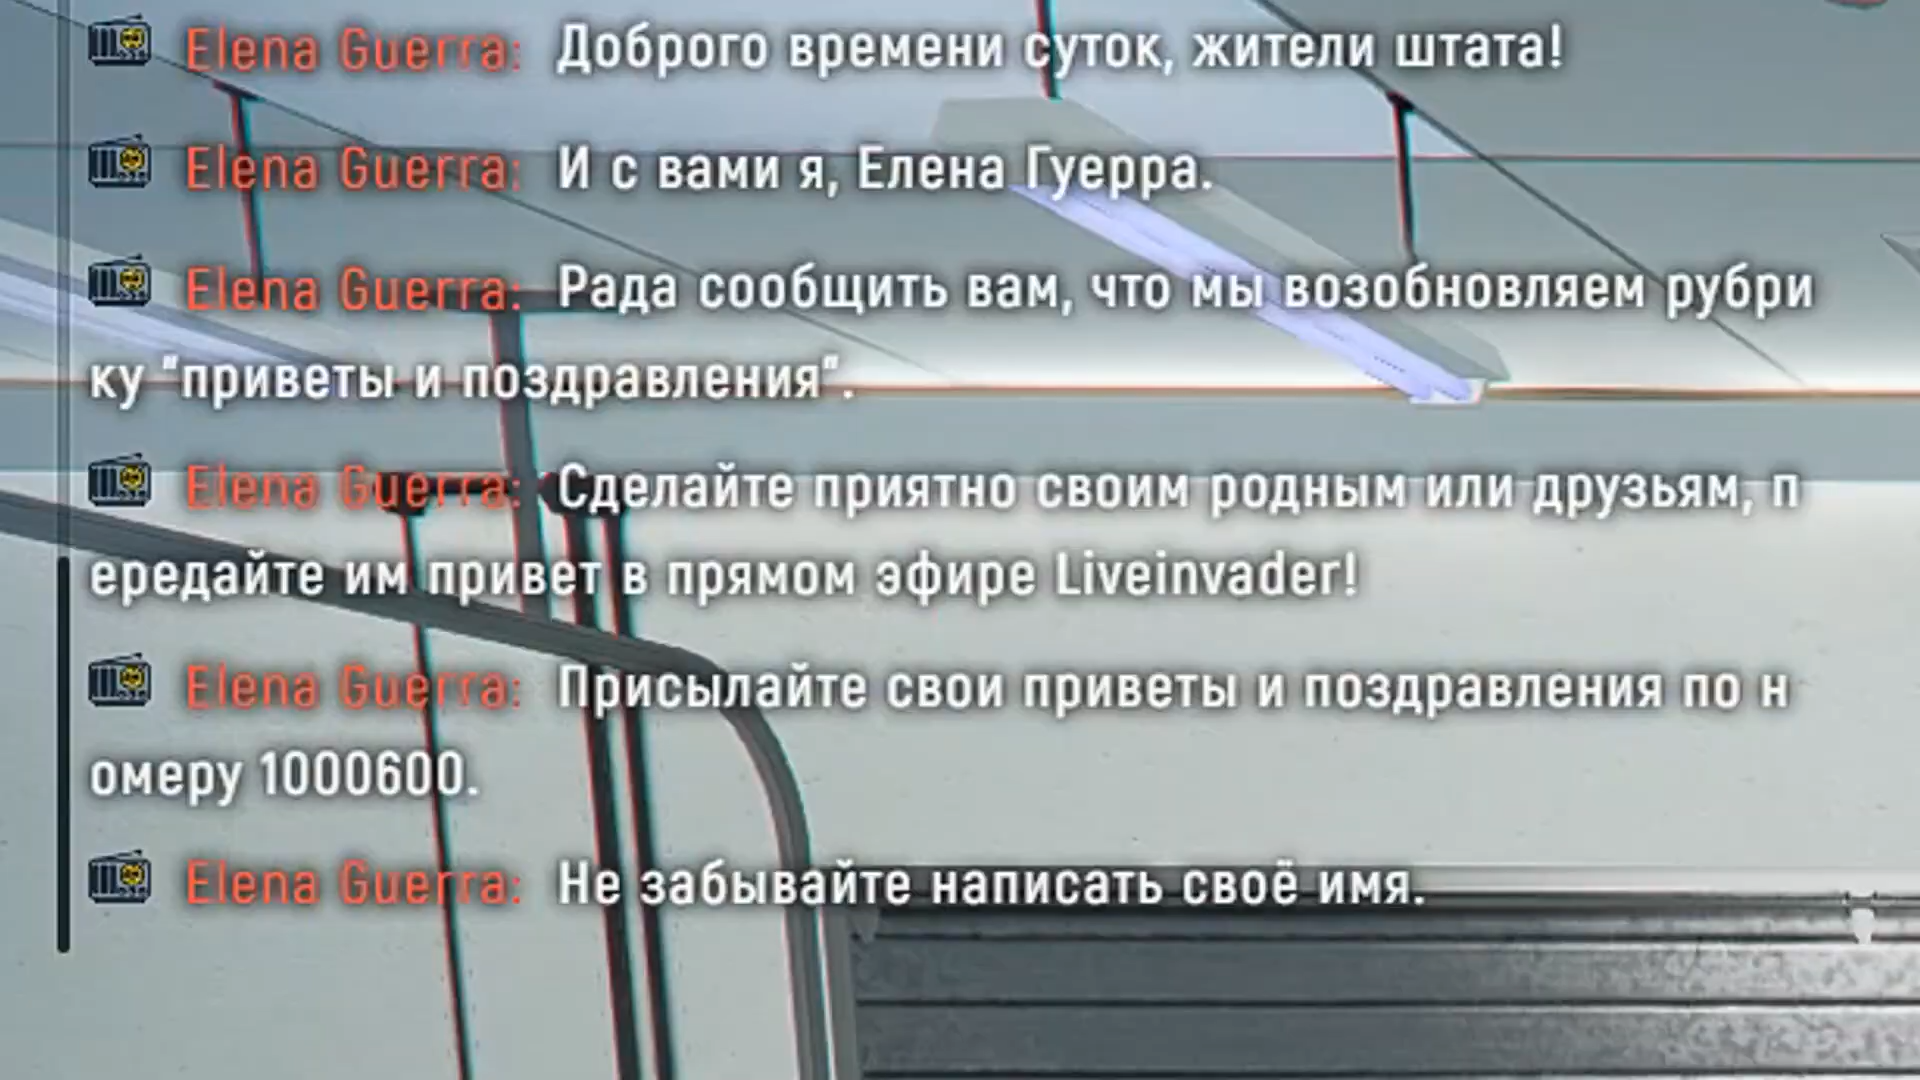 Elena Guerra: Доброго времени суток, жители штата!
Elena Guerra: И с вами я, Елена Гуерра.
Elena Guerra: Рада сообщить вам, что мы возобновляем рубри
ку "приветы и поздравления".
Elena Guerra: Сделайте приятно своим родным или друзьям, п
ередайте им привет в прямом эфире Liveinvader!
Elena Guerra: Присылайте свои приветы и поздравления по н
омеру 1000600.
Elena Guerra: Не забывайте написать своё имя.